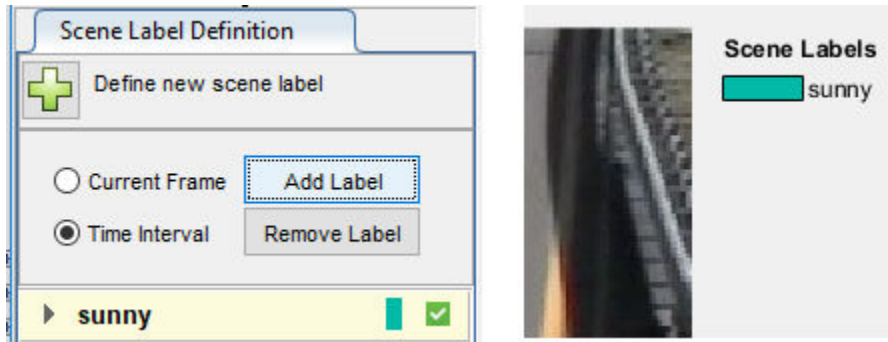 Scene Label Definition
Define new scene label
Current Frame
Add Label
Time Interval
Remove Label
sunny
Scene Labels
sunny